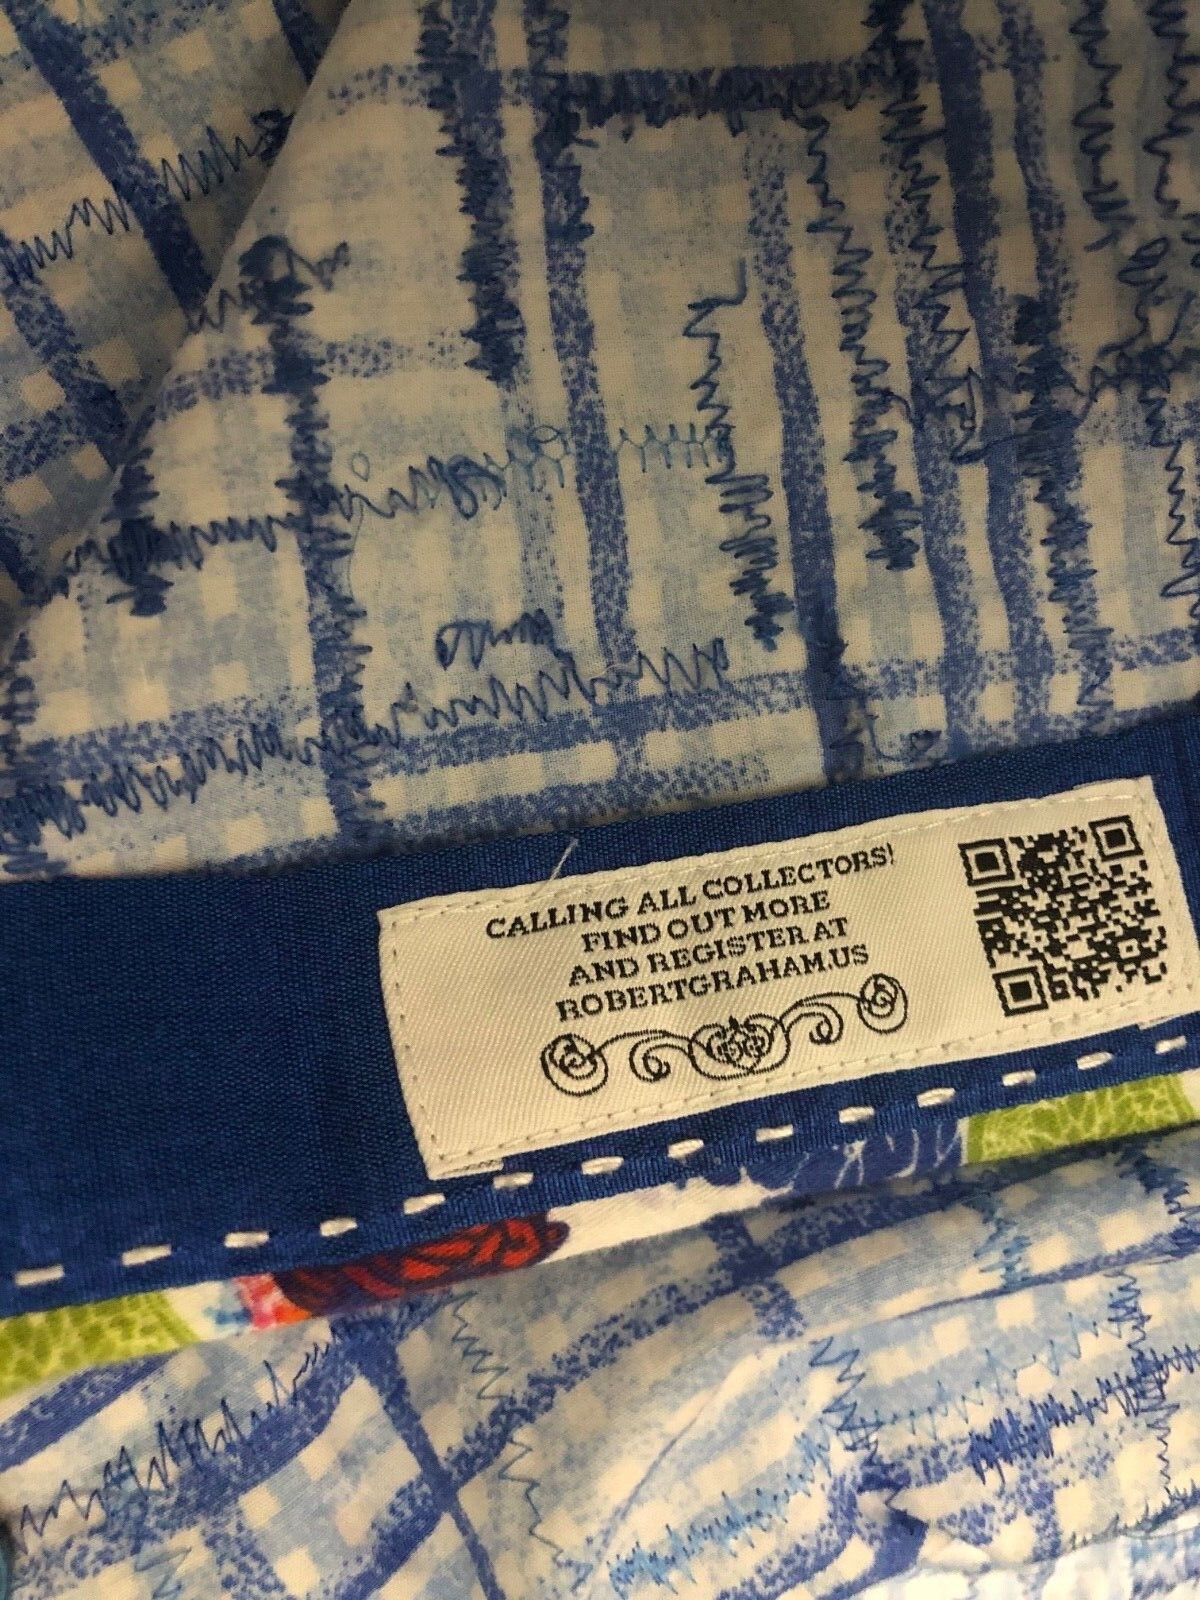 CALLING ALL COLLECTORS!
FIND OUT MORE
AND REGISTER AT
ROBERTGRAHAM.US